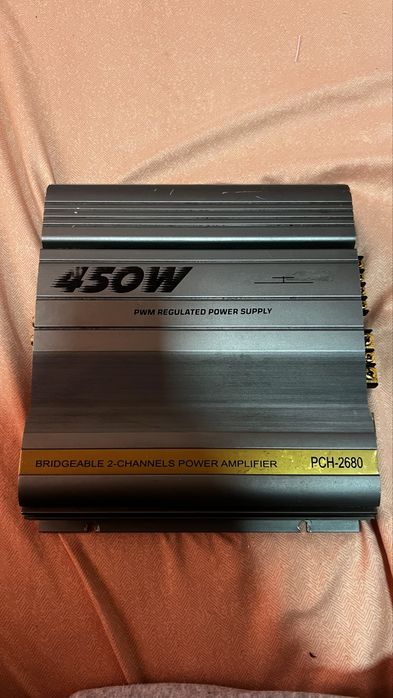 450W
PWM REGULATED POWER SUPPLY
BRIDGEABLE 2-CHANNELS POWER AMPLIFIER PCH-2680